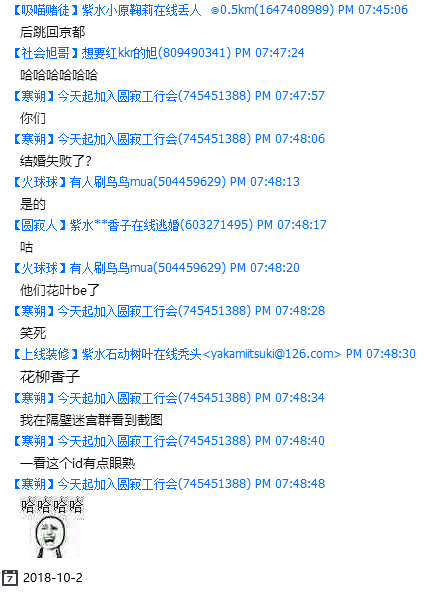 【吸喵赌徒】紫水小原鞠莉在线丢人 ⊙0.5km(1647408989) PM 07:45:06
后跳回京都
【社会旭哥】想要红kkr的旭(809490341) PM 07:47:24
哈哈哈哈哈哈
【寒朔】今天起加入圆寂工行会(745451388) PM 07:47:57
你们
【寒朔】今天起加入圆寂工行会(745451388) PM 07:48:06
结婚失败了?
【火球球】有人刷鸟鸟mua(504459629) PM 07:48:13
是的
【圆寂人】紫水**香子在线逃婚(603271495) PM 07:48:17
咕
【火球球】有人刷鸟鸟mua(504459629) PM 07:48:20
他们花叶be了
【寒朔】今天起加入圆寂工行会(745451388) PM 07:48:28
笑死
【上线装修】紫水石动树叶在线秃头<yakamiitsuki@126.com> PM 07:48:30
花柳香子
【寒朔】今天起加入圆寂工行会(745451388) PM 07:48:34
我在隔壁迷宫群看到截图
【寒朔】今天起加入圆寂工行会(745451388) PM 07:48:40
一看这个id有点眼熟
【寒朔】今天起加入圆寂工行会(745451388) PM 07:48:48
哈哈哈哈
7 2018-10-2